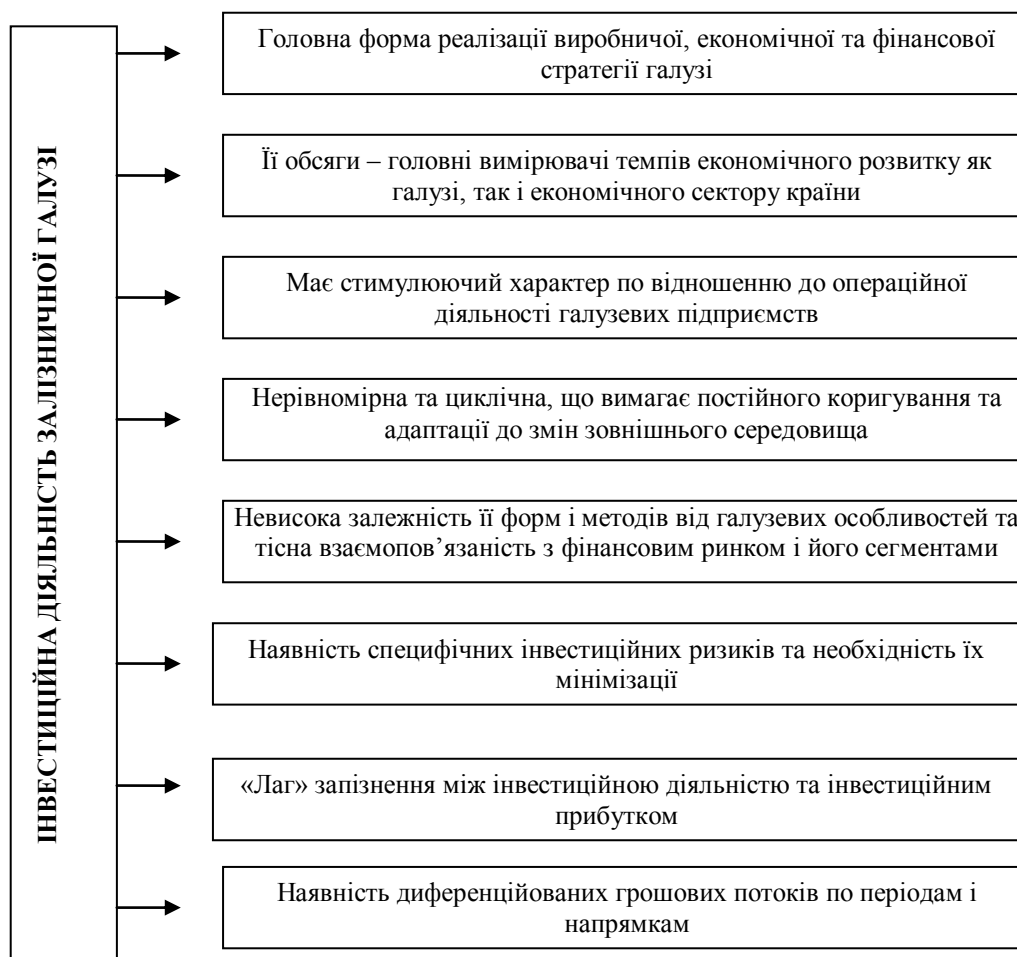 ІНВЕСТИЦІЙНА ДІЯЛЬНІСТЬ ЗАЛІЗНИЧНОЇ ГАЛУЗІ
Головна форма реалізації виробничої, економічної та фінансової
стратегії галузі
Її обсяги – головні вимірювачі темпів економічного розвитку як
галузі, так і економічного сектору країни
Має стимулюючий характер по відношенню до операційної
діяльності галузевих підприємств
Нерівномірна та циклічна, що вимагає постійного коригування та
адаптації до змін зовнішнього середовища
Невисока залежність її форм і методів від галузевих особливостей та
тісна взаємопов’язаність з фінансовим ринком і його сегментами
Наявність специфічних інвестиційних ризиків та необхідність їх
мінімізації
«Лаг» запізнення між інвестиційною діяльністю та інвестиційним
прибутком
Наявність диференційованих грошових потоків по періодам і
напрямкам